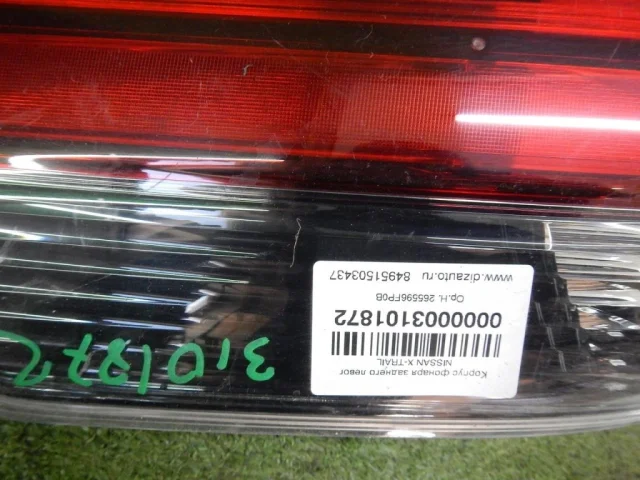 Корпус фонаря заднего левог
NISSAN X-TRAIL
0000003101872
Ор.Н. 265596FP0B
www.dizauto.ru 84951503437
3101872